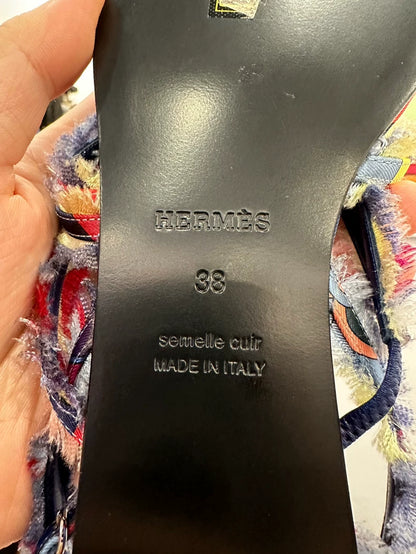 HERMÈS
38
semelle cuir
MADE IN ITALY